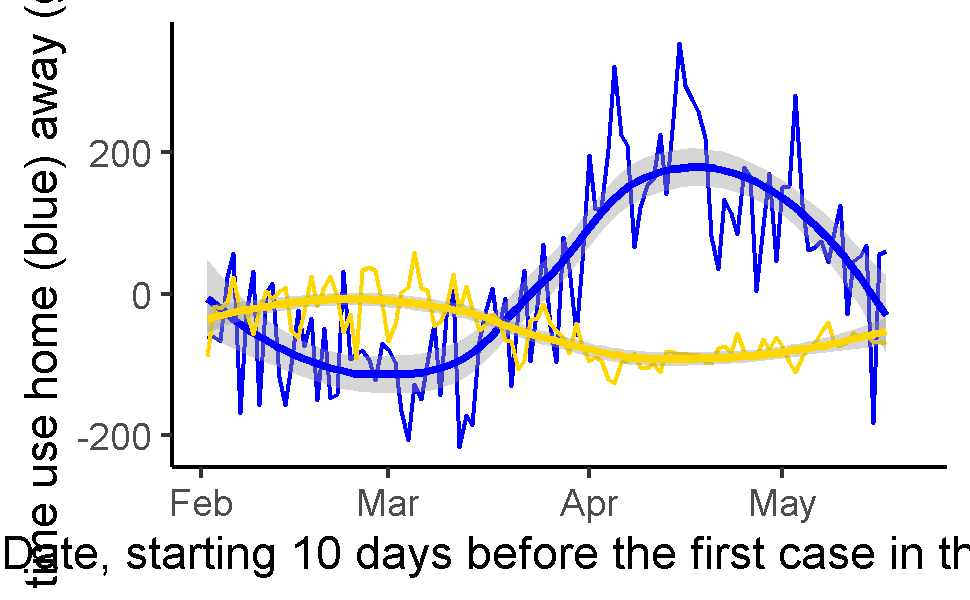 time use home (blue) away (
200
0
-200
Feb Mar Apr May
Date, starting 10 days before the first case in th